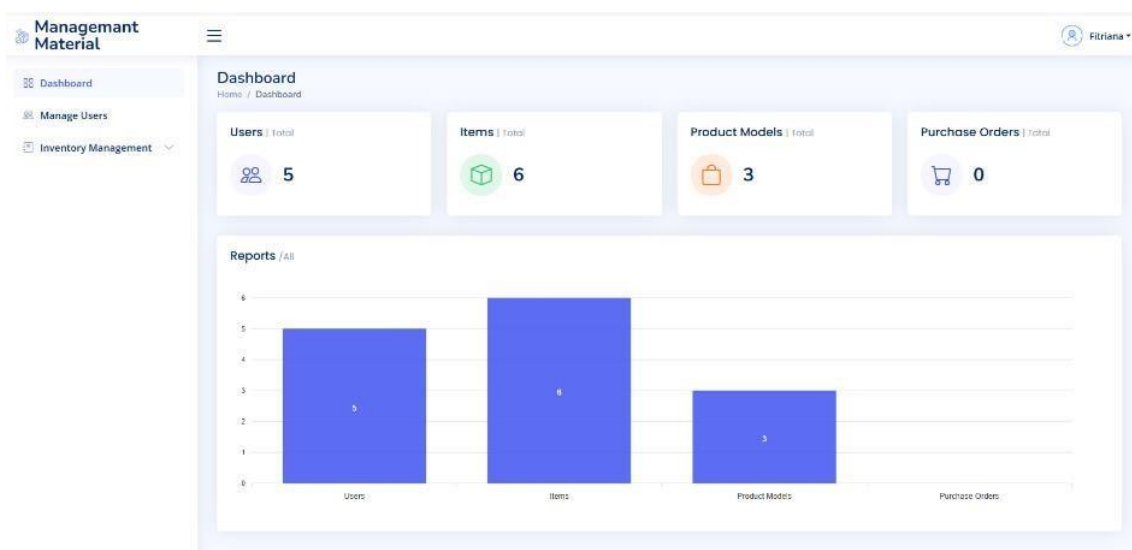 Managemant
Material
Fitriana
Dashboard
Manage Users
Inventory Management
Dashboard
Home / Dashboard
Users | Total
5
Items | Total
6
Product Models | Total
3
Purchase Orders | Total
0
Reports /All
6
5
4
3
2
1
0
5
6
3
Users
Items
Product Models
Purchase Orders